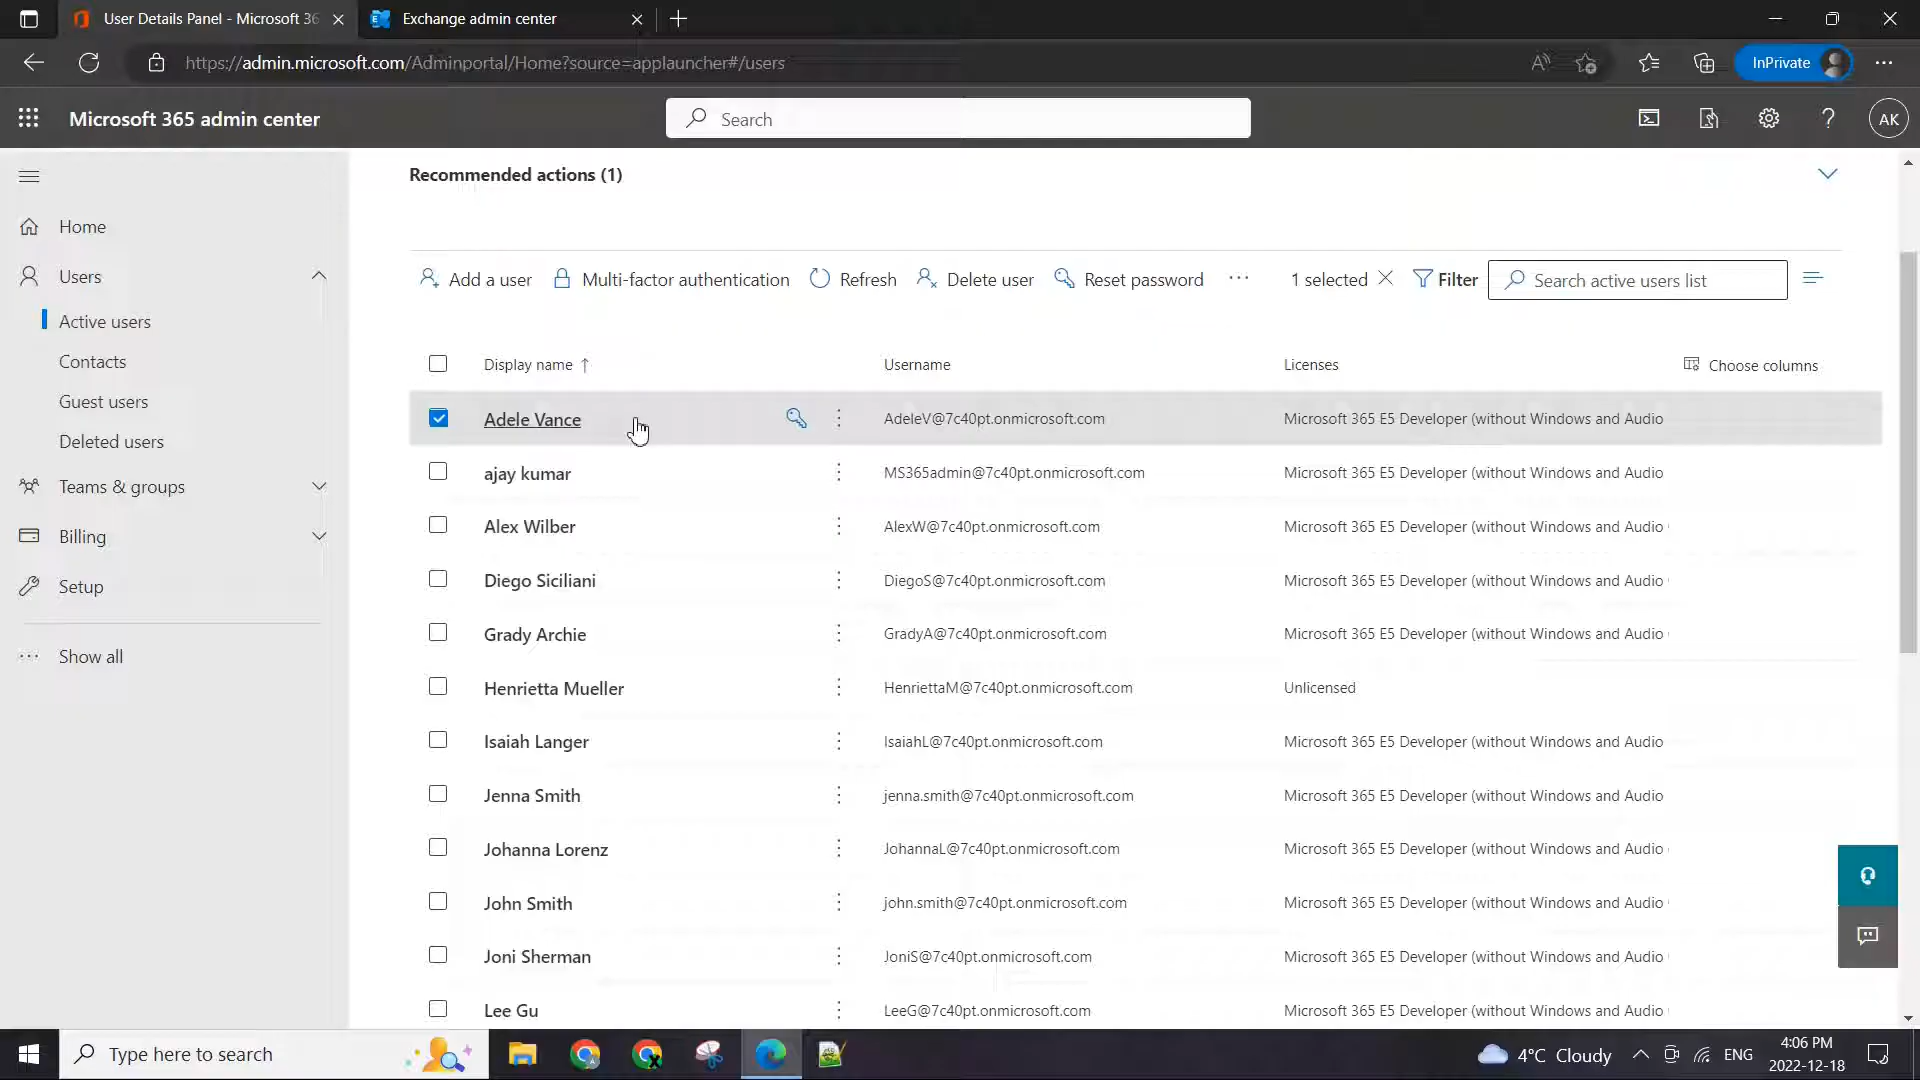 User Details Panel - Microsoft 36
Exchange admin center
https://admin.microsoft.com/Adminportal/Home?source=applauncher#/users
InPrivate
Microsoft 365 admin center
Search
AK
Recommended actions (1)
Home
Users
Active users
Contacts
Guest users
Deleted users
Teams & groups
Billing
Setup
Show all
Add a user
Multi-factor authentication
Refresh
Delete user
Reset password
1 selected
Filter
Search active users list
Display name ↑
Username
Licenses
Choose columns
Adele Vance
AdeleV@7c40pt.onmicrosoft.com
Microsoft 365 E5 Developer (without Windows and Audio
ajay kumar
MS365admin@7c40pt.onmicrosoft.com
Microsoft 365 E5 Developer (without Windows and Audio
Alex Wilber
AlexW@7c40pt.onmicrosoft.com
Microsoft 365 E5 Developer (without Windows and Audio
Diego Siciliani
DiegoS@7c40pt.onmicrosoft.com
Microsoft 365 E5 Developer (without Windows and Audio
Grady Archie
GradyA@7c40pt.onmicrosoft.com
Microsoft 365 E5 Developer (without Windows and Audio
Henrietta Mueller
HenriettaM@7c40pt.onmicrosoft.com
Unlicensed
Isaiah Langer
IsaiahL@7c40pt.onmicrosoft.com
Microsoft 365 E5 Developer (without Windows and Audio
Jenna Smith
jenna.smith@7c40pt.onmicrosoft.com
Microsoft 365 E5 Developer (without Windows and Audio
Johanna Lorenz
JohannaL@7c40pt.onmicrosoft.com
Microsoft 365 E5 Developer (without Windows and Audio
John Smith
john.smith@7c40pt.onmicrosoft.com
Microsoft 365 E5 Developer (without Windows and Audio
Joni Sherman
JoniS@7c40pt.onmicrosoft.com
Microsoft 365 E5 Developer (without Windows and Audio
Lee Gu
LeeG@7c40pt.onmicrosoft.com
Microsoft 365 E5 Developer (without Windows and Audio
Type here to search
4°C Cloudy
ENG
4:06 PM
2022-12-18